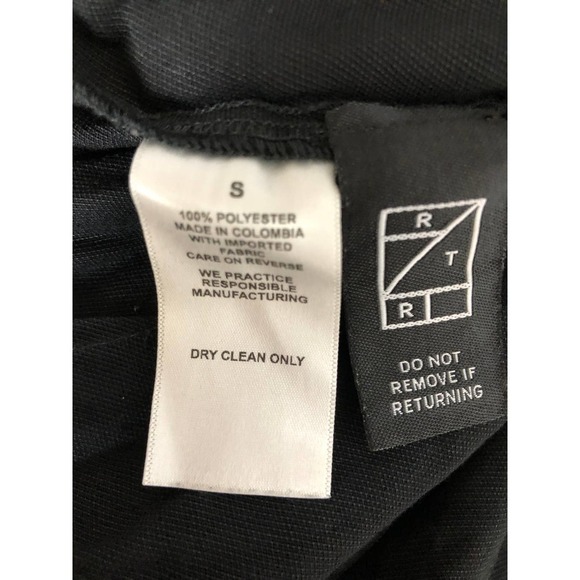 S
100% POLYESTER
MADE IN COLOMBIA
WITH IMPORTED
FABRIC
CARE ON REVERSE
WE PRACTICE
RESPONSIBLE
MANUFACTURING
DRY CLEAN ONLY
R
T
R
DO NOT
REMOVE IF
RETURNING